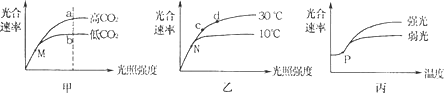 光合
速率
a
高CO₂
b
低CO₂
M
光照强度
甲
光合
速率
c
d
30℃
10℃
N
光照强度
乙
光合
速率
强光
弱光
P
温度
丙